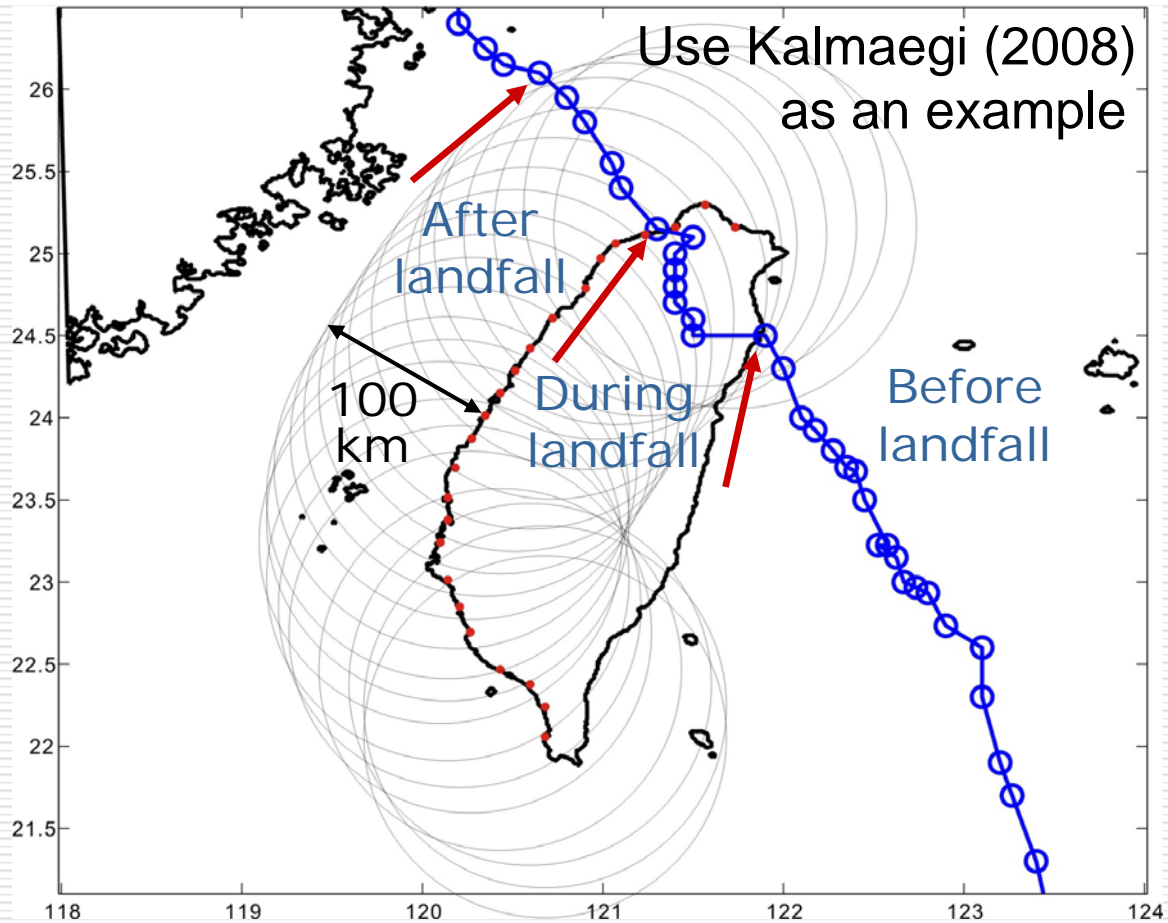 Use Kalmaegi (2008)
as an example
26
25.5
25
24.5
24
23.5
23
22.5
22
21.5
After
landfall
100
km
During
landfall
Before
landfall
118
119
120
121
122
123
124